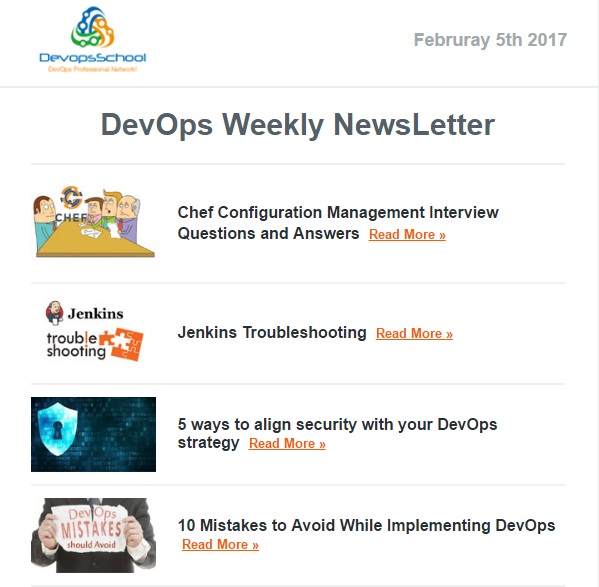 DevopsSchool
DevOps Professional Network!
Februray 5th 2017
DevOps Weekly NewsLetter
CHEF
Chef Configuration Management Interview
Questions and Answers Read More »
Jenkins
trouble
shooting
Jenkins Troubleshooting Read More »
5 ways to align security with your DevOps
strategy Read More »
DevOps
MISTAKES
should Avoid
10 Mistakes to Avoid While Implementing DevOps
Read More »